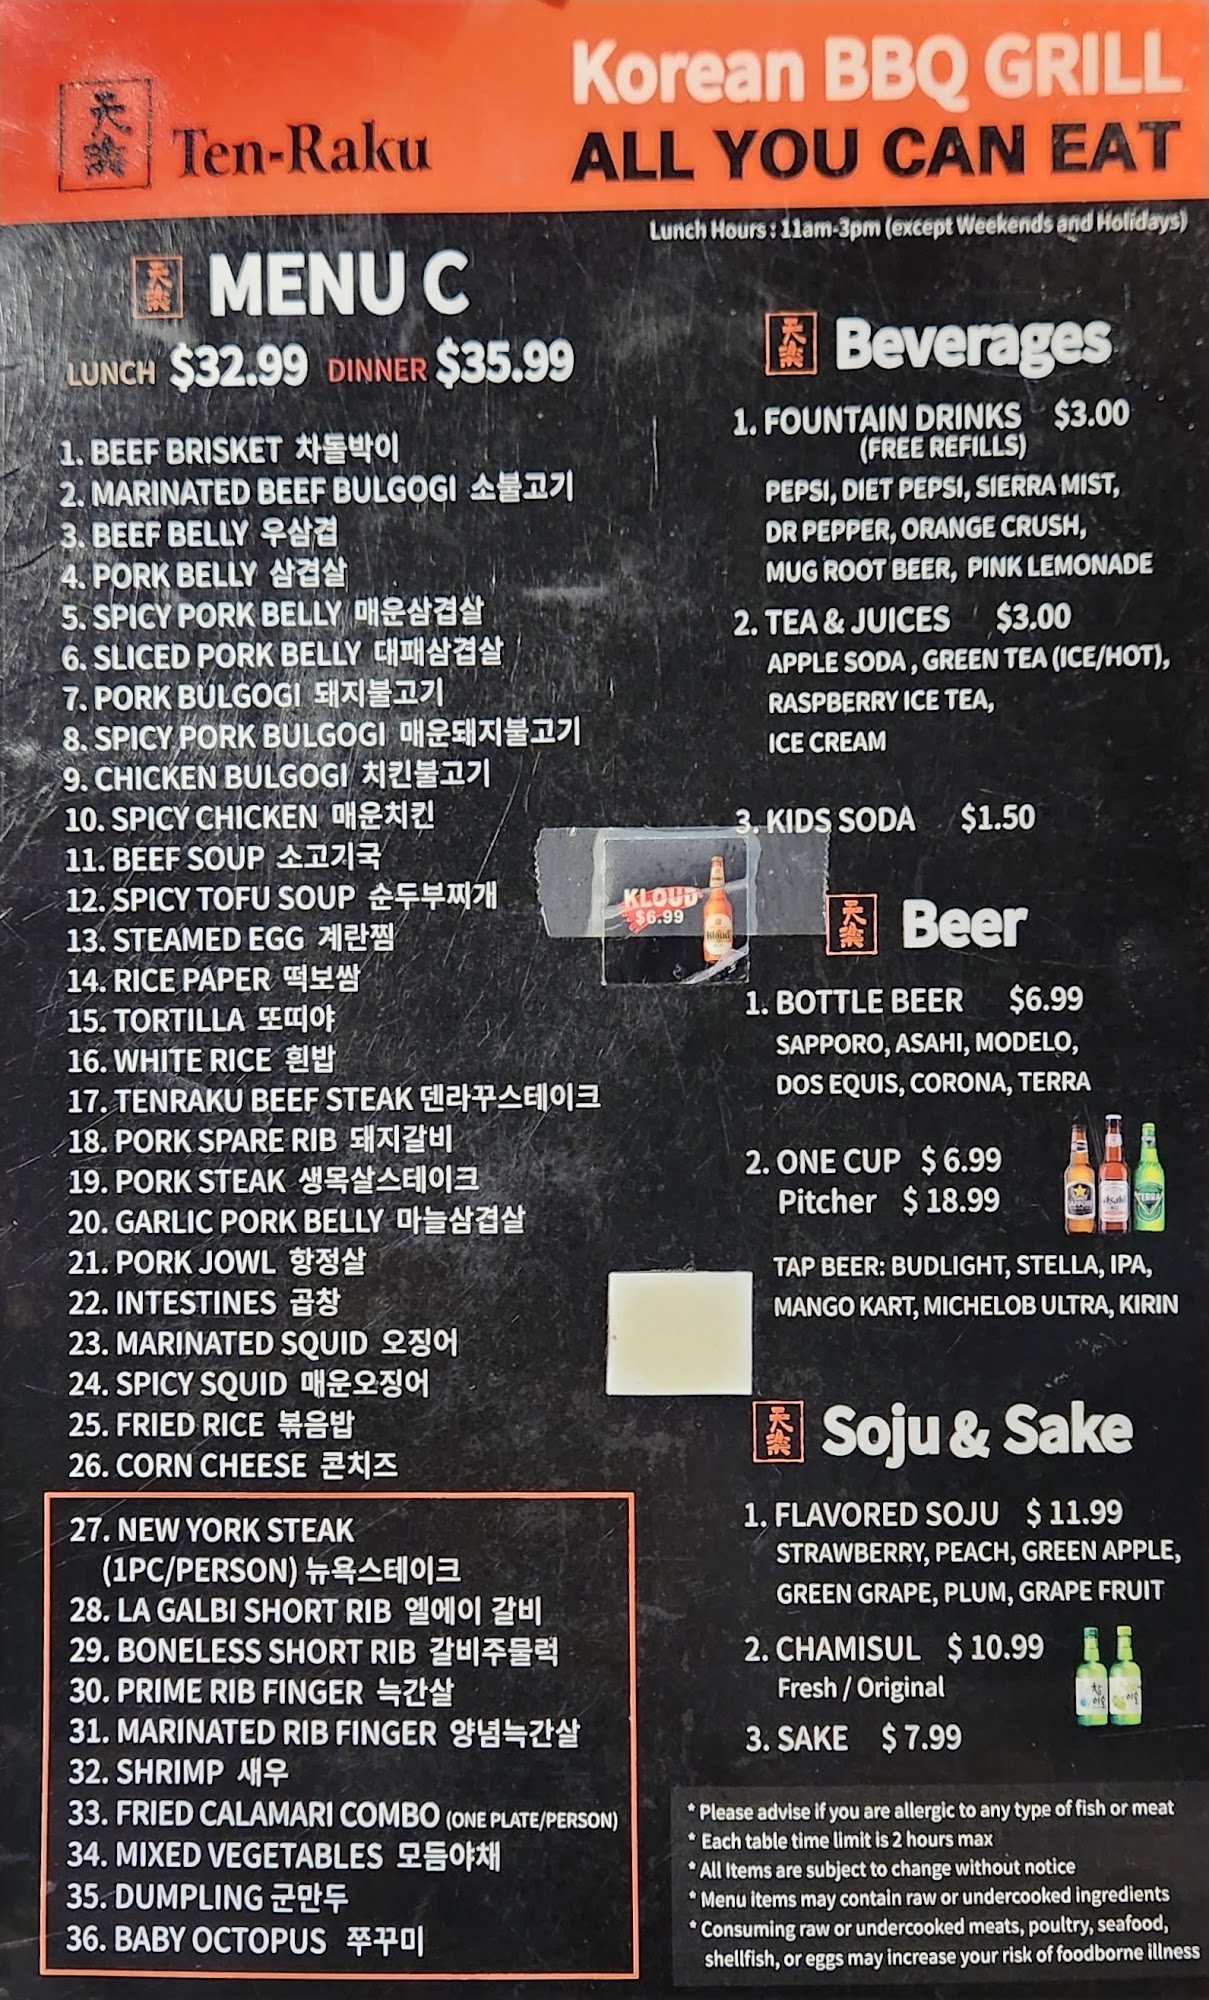 天楽 Ten-Raku
Korean BBQ GRILL
ALL YOU CAN EAT
Lunch Hours : 11am-3pm (except Weekends and Holidays)
天楽 MENU C
LUNCH $32.99 DINNER $35.99
1. BEEF BRISKET 차돌박이
2. MARINATED BEEF BULGOGI 소불고기
3. BEEF BELLY 우삼겹
4. PORK BELLY 삼겹살
5. SPICY PORK BELLY 매운삼겹살
6. SLICED PORK BELLY 대패삼겹살
7. PORK BULGOGI 돼지불고기
8. SPICY PORK BULGOGI 매운돼지불고기
9. CHICKEN BULGOGI 치킨불고기
10. SPICY CHICKEN 매운치킨
11. BEEF SOUP 소고기국
12. SPICY TOFU SOUP 순두부찌개
13. STEAMED EGG 계란찜
14. RICE PAPER 떡보쌈
15. TORTILLA 또띠야
16. WHITE RICE 흰밥
17. TENRAKU BEEF STEAK 덴라꾸스테이크
18. PORK SPARE RIB 돼지갈비
19. PORK STEAK 생목살스테이크
20. GARLIC PORK BELLY 마늘삼겹살
21. PORK JOWL 항정살
22. INTESTINES 곱창
23. MARINATED SQUID 오징어
24. SPICY SQUID 매운오징어
25. FRIED RICE 볶음밥
26. CORN CHEESE 콘치즈
27. NEW YORK STEAK
(1PC/PERSON) 뉴욕스테이크
28. LA GALBI SHORT RIB 엘에이 갈비
29. BONELESS SHORT RIB 갈비주물럭
30. PRIME RIB FINGER 늑간살
31. MARINATED RIB FINGER 양념늑간살
32. SHRIMP 새우
33. FRIED CALAMARI COMBO (ONE PLATE/PERSON)
34. MIXED VEGETABLES 모듬야채
35. DUMPLING 군만두
36. BABY OCTOPUS 쭈꾸미
天楽 Beverages
1. FOUNTAIN DRINKS $3.00
(FREE REFILLS)
PEPSI, DIET PEPSI, SIERRA MIST,
DR PEPPER, ORANGE CRUSH,
MUG ROOT BEER, PINK LEMONADE
2. TEA & JUICES $3.00
APPLE SODA , GREEN TEA (ICE/HOT),
RASPBERRY ICE TEA,
ICE CREAM
3. KIDS SODA $1.50
KLOUD
$6.99
Kloud
天楽 Beer
1. BOTTLE BEER $6.99
SAPPORO, ASAHI, MODELO,
DOS EQUIS, CORONA, TERRA
2. ONE CUP $ 6.99
Pitcher $ 18.99
SAPPORO Asahi TERRA
TAP BEER: BUDLIGHT, STELLA, IPA,
MANGO KART, MICHELOB ULTRA, KIRIN
天楽 Soju & Sake
1. FLAVORED SOJU $ 11.99
STRAWBERRY, PEACH, GREEN APPLE,
GREEN GRAPE, PLUM, GRAPE FRUIT
2. CHAMISUL $ 10.99
Fresh / Original
3. SAKE $ 7.99
* Please advise if you are allergic to any type of fish or meat
* Each table time limit is 2 hours max
* All Items are subject to change without notice
* Menu items may contain raw or undercooked ingredients
* Consuming raw or undercooked meats, poultry, seafood,
shellfish, or eggs may increase your risk of foodborne illness